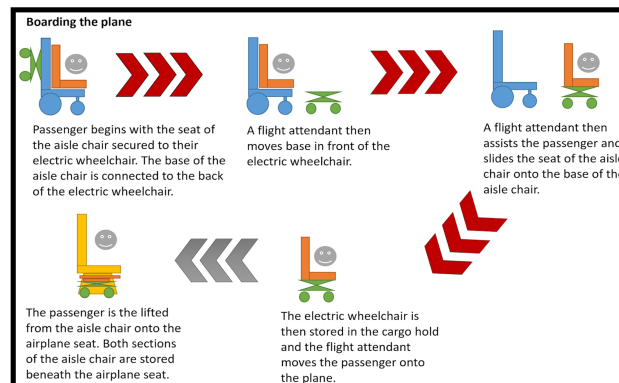 Boarding the plane
Passenger begins with the seat of
the aisle chair secured to their
electric wheelchair. The base of the
aisle chair is connected to the back
of the electric wheelchair.
A flight attendant then
moves base in front of the
electric wheelchair.
A flight attendant then
assists the passenger and
slides the seat of the aisle
chair onto the base of the
aisle chair.
The passenger is the lifted
from the aisle chair onto the
airplane seat. Both sections
of the aisle chair are stored
beneath the airplane seat.
The electric wheelchair is
then stored in the cargo hold
and the flight attendant
moves the passenger onto
the plane.